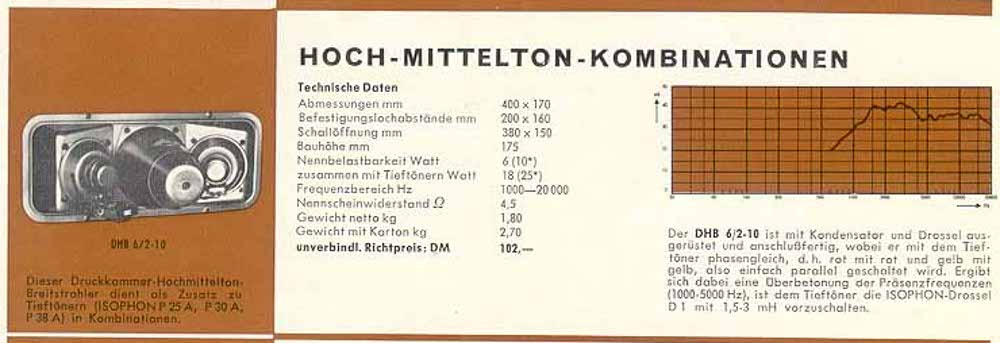 HOCH-MITTELTON-KOMBINATIONEN
DHB 6/2-10
Dieser Druckkammer-Hochmittelton-
Breitstrahler dient als Zusatz zu
Tieftönern (ISOPHON P 25 A, P 30 A,
P 38 A) in Kombinationen.
Technische Daten
Abmessungen mm 400 x 170
Befestigungslochabstände mm 200 x 160
Schallöffnung mm 380 x 150
Bauhöhe mm 175
Nennbelastbarkeit Watt 6 (10*)
zusammen mit Tieftönern Watt 18 (25*)
Frequenzbereich Hz 1000—20 000
Nennscheinwiderstand Ω 4,5
Gewicht netto kg 1,80
Gewicht mit Karton kg 2,70
unverbindl. Richtpreis: DM 102,—
Der DHB 6/2-10 ist mit Kondensator und Drossel aus-
gerüstet und anschlußfertig, wobei er mit dem Tief-
töner phasengleich, d. h. rot mit rot und gelb mit
gelb, also einfach parallel geschaltet wird. Ergibt
sich dabei eine Überbetonung der Präsenzfrequenzen
(1000-5000 Hz), ist dem Tieftöner die ISOPHON-Drossel
D 1 mit 1,5-3 mH vorzuschalten.